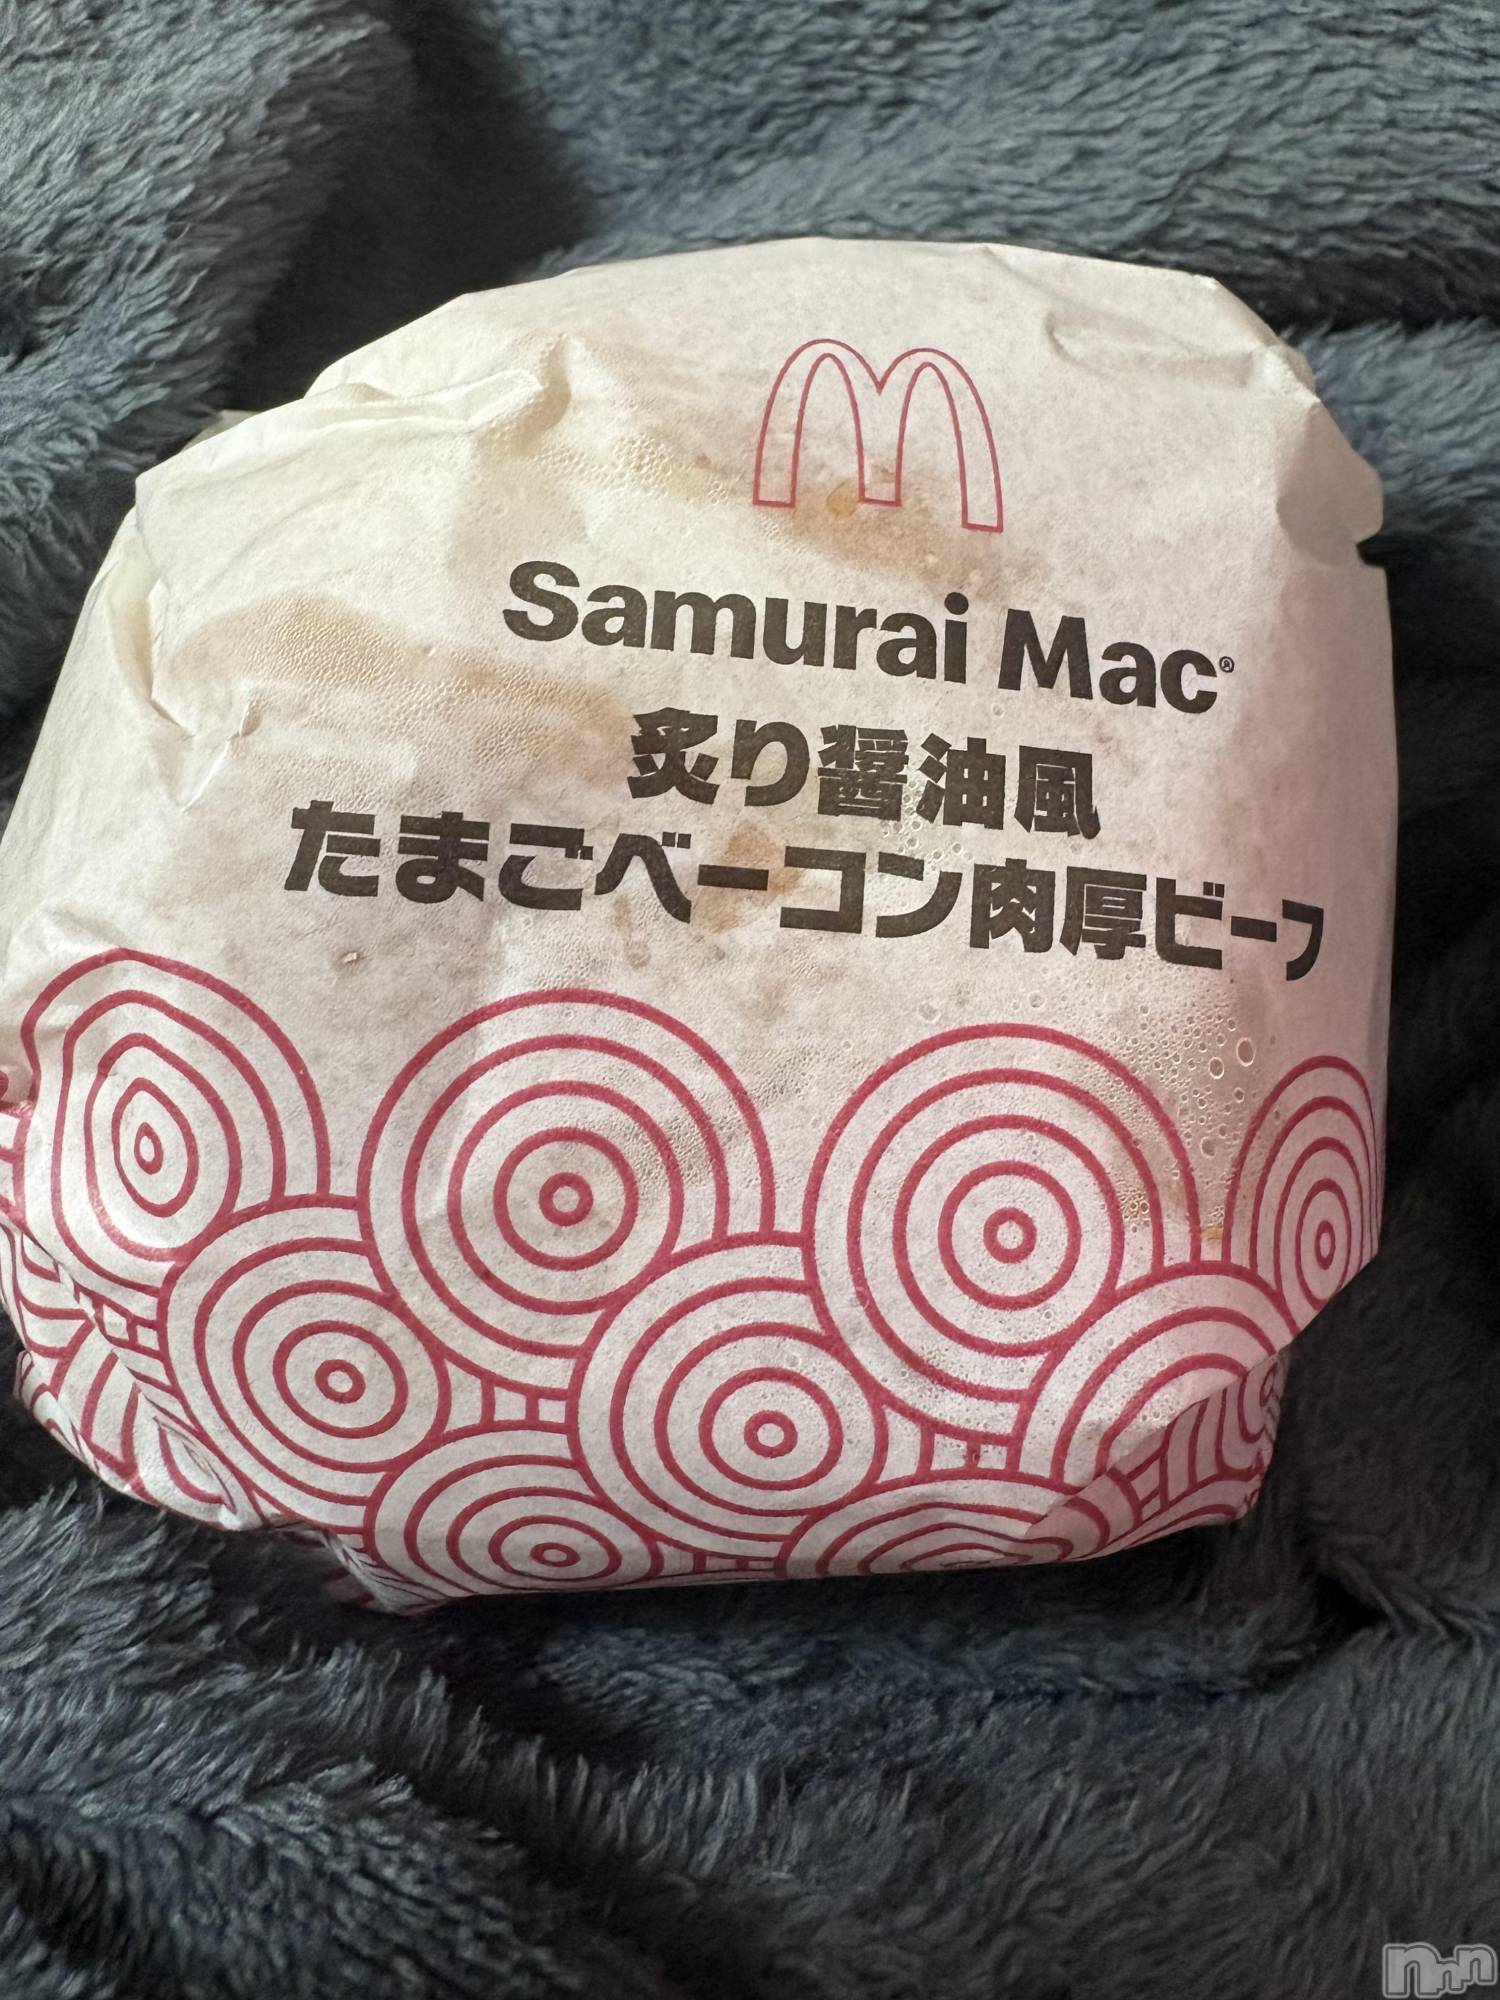 Samurai Mac®
炙り醤油風
たまごベーコン肉厚ビーフ
nnn